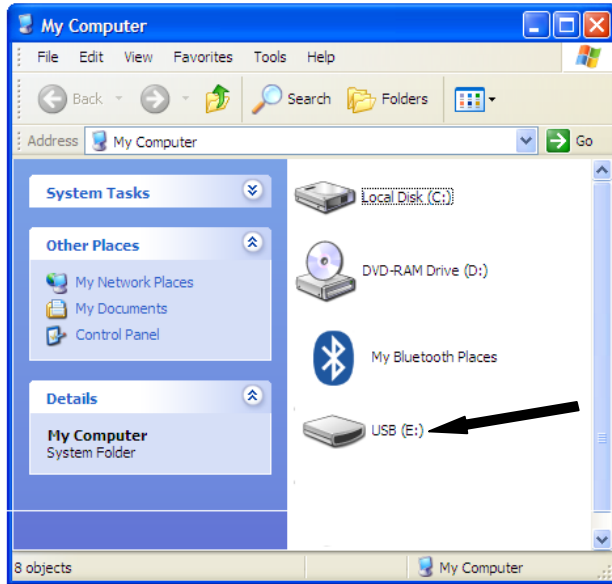 My Computer
File Edit View Favorites Tools Help
Back Search Folders
Address My Computer Go
System Tasks
Other Places
My Network Places
My Documents
Control Panel
Details
My Computer
System Folder
Local Disk (C:)
DVD-RAM Drive (D:)
My Bluetooth Places
USB (E:)
8 objects My Computer